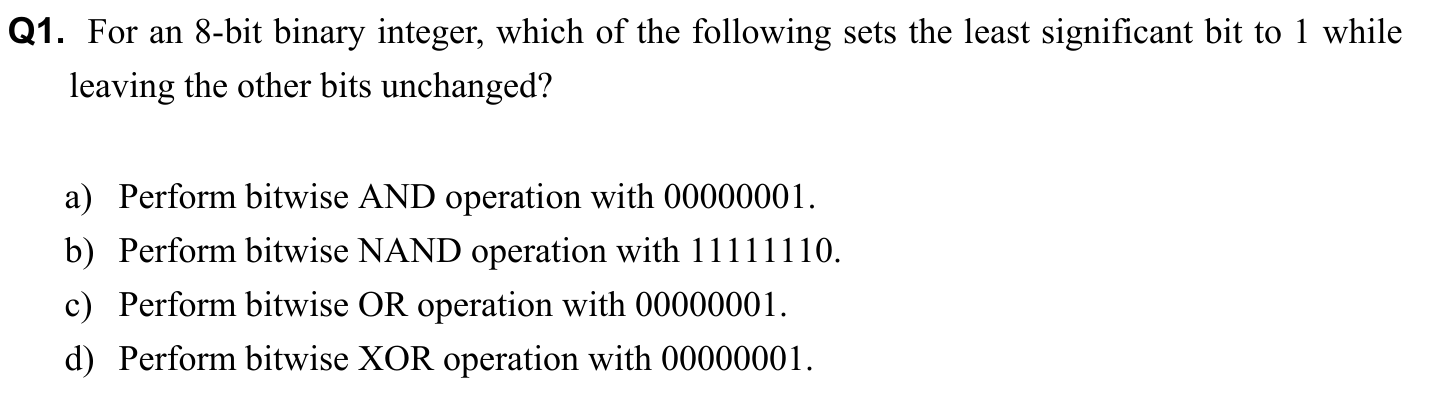 Q1. For an 8-bit binary integer, which of the following sets the least significant bit to 1 while
leaving the other bits unchanged?
a) Perform bitwise AND operation with 00000001.
b) Perform bitwise NAND operation with 11111110.
c) Perform bitwise OR operation with 00000001.
d) Perform bitwise XOR operation with 00000001.